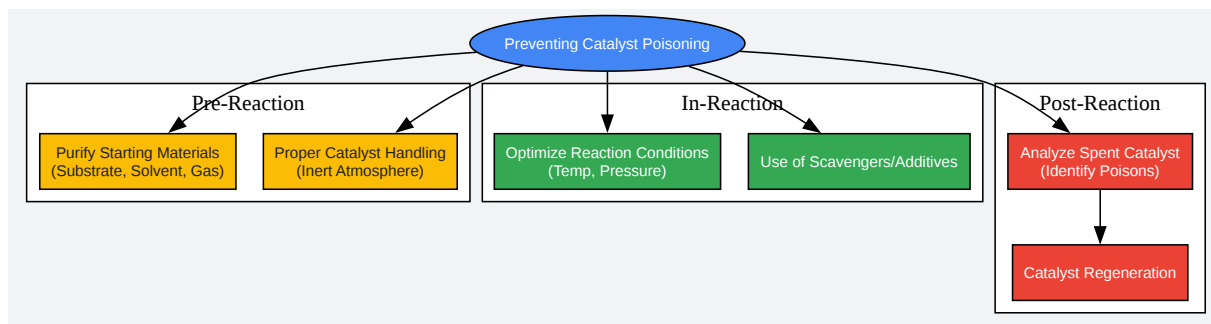 Preventing Catalyst Poisoning
Pre-Reaction
In-Reaction
Post-Reaction
Purify Starting Materials
(Substrate, Solvent, Gas)
Proper Catalyst Handling
(Inert Atmosphere)
Optimize Reaction Conditions
(Temp, Pressure)
Use of Scavengers/Additives
Analyze Spent Catalyst
(Identify Poisons)
Catalyst Regeneration